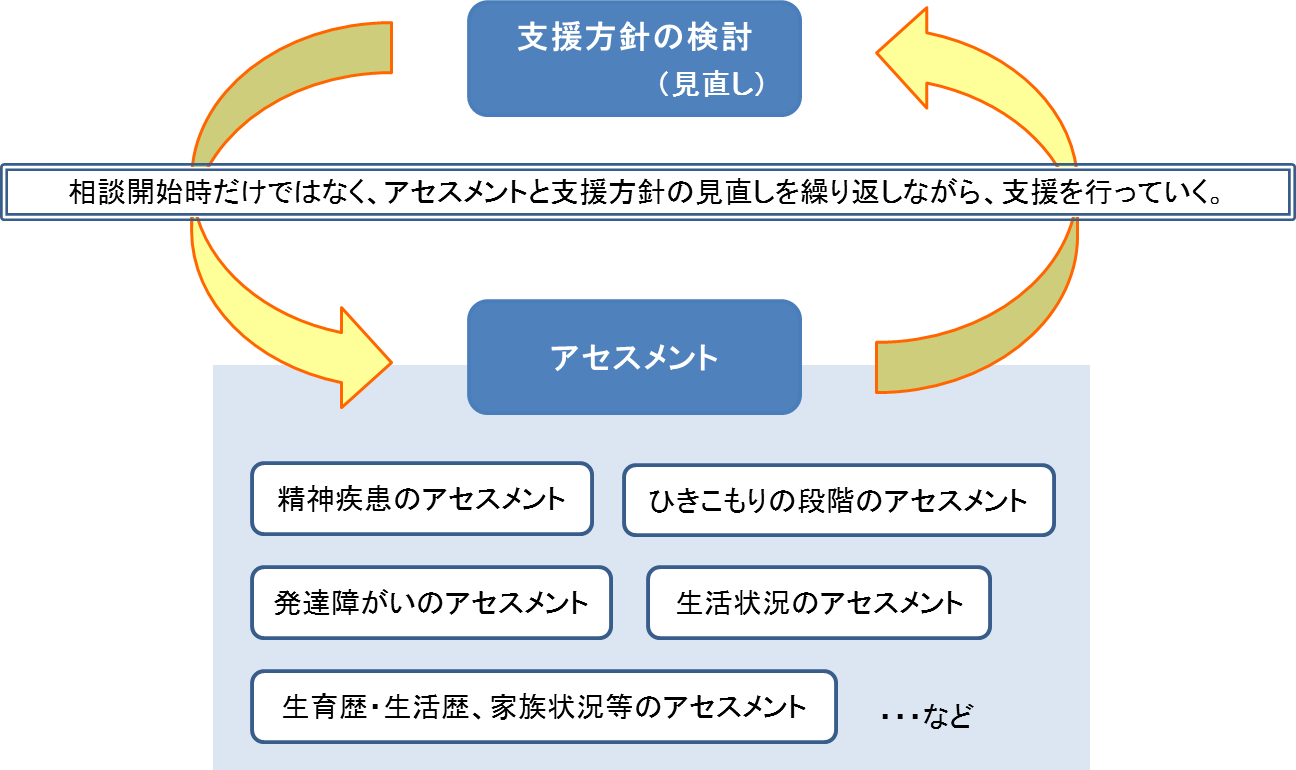 支援方針の検討
（見直し）
相談開始時だけではなく、アセスメントと支援方針の見直しを繰り返しながら、支援を行っていく。
アセスメント
精神疾患のアセスメント
ひきこもりの段階のアセスメント
発達障がいのアセスメント
生活状況のアセスメント
生育歴・生活歴、家族状況等のアセスメント
・・・など